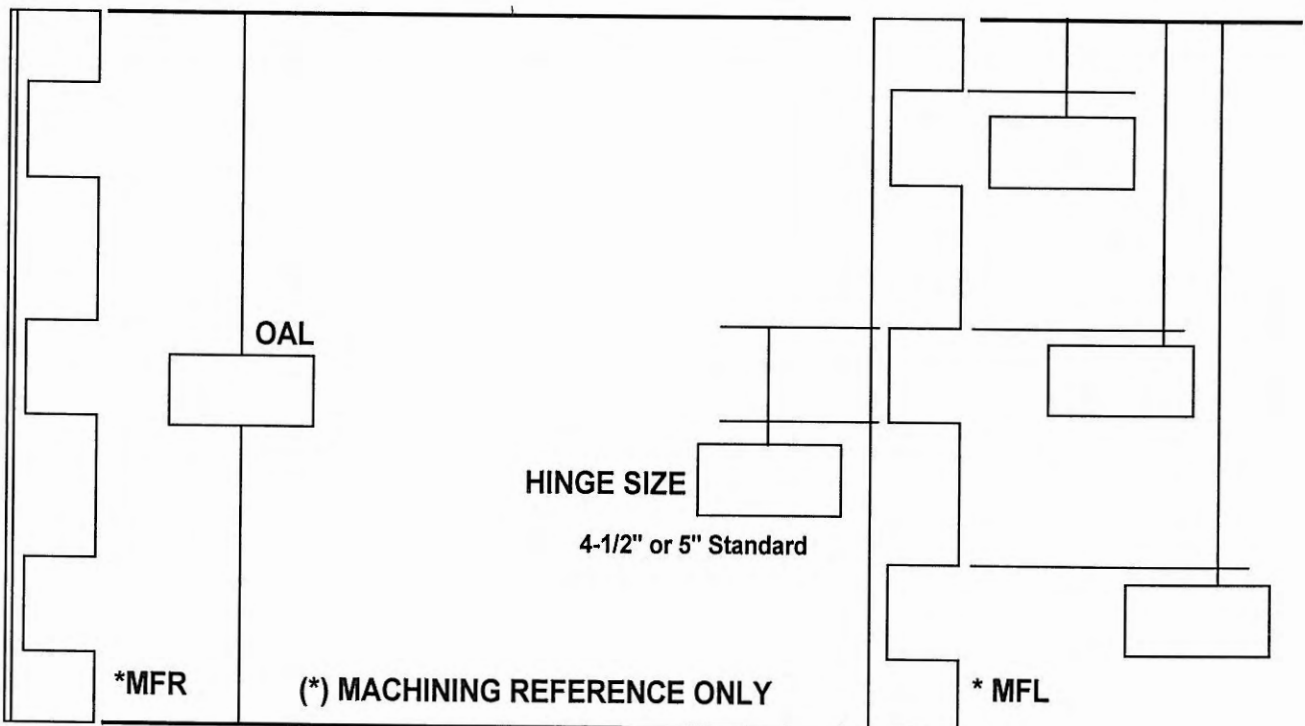 OAL
HINGE SIZE
4-1/2" or 5" Standard
*MFR
(*) MACHINING REFERENCE ONLY
* MFL